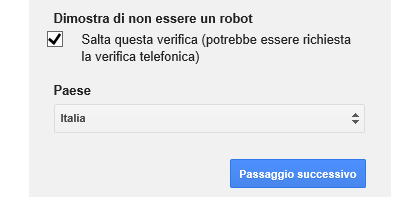 Dimostra di non essere un robot
Salta questa verifica (potrebbe essere richiesta
la verifica telefonica)
Paese
Italia
Passaggio successivo